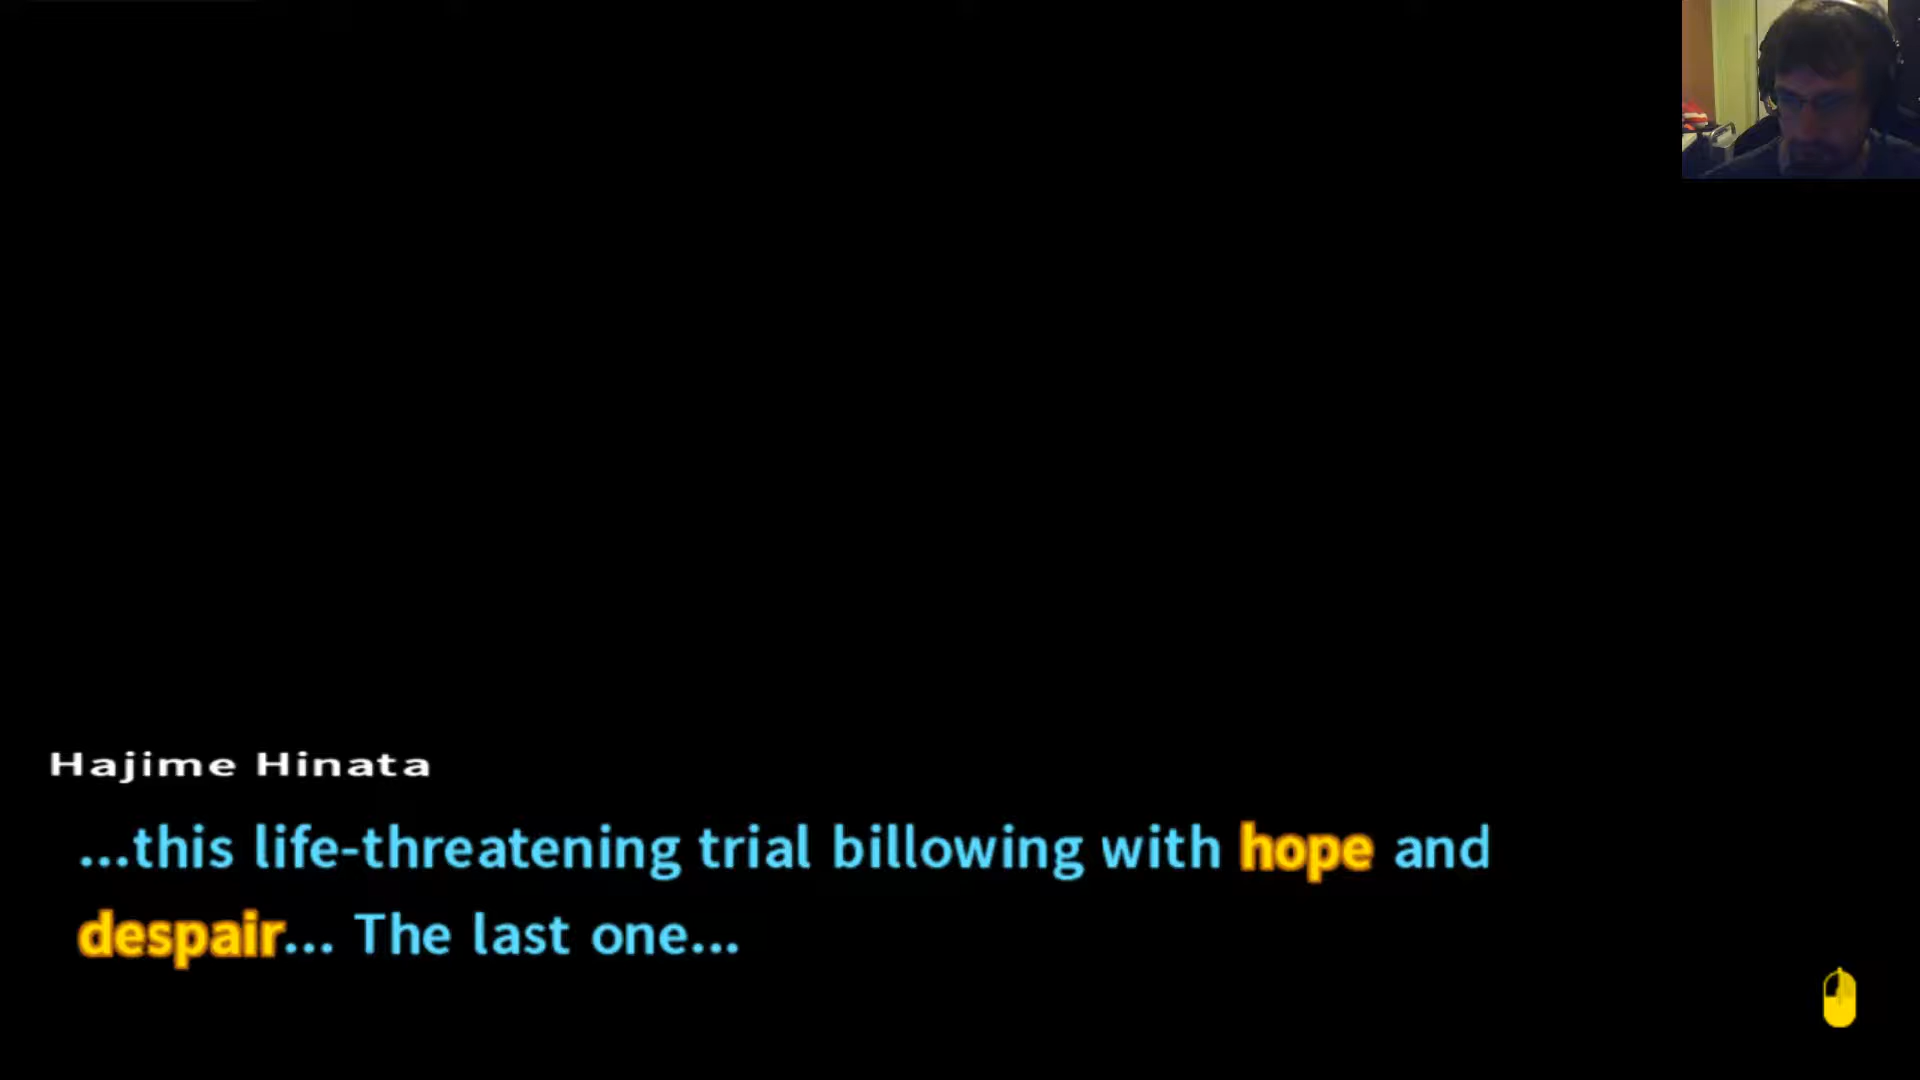 Hajime Hinata
...this life-threatening trial billowing with hope and
despair... The last one...